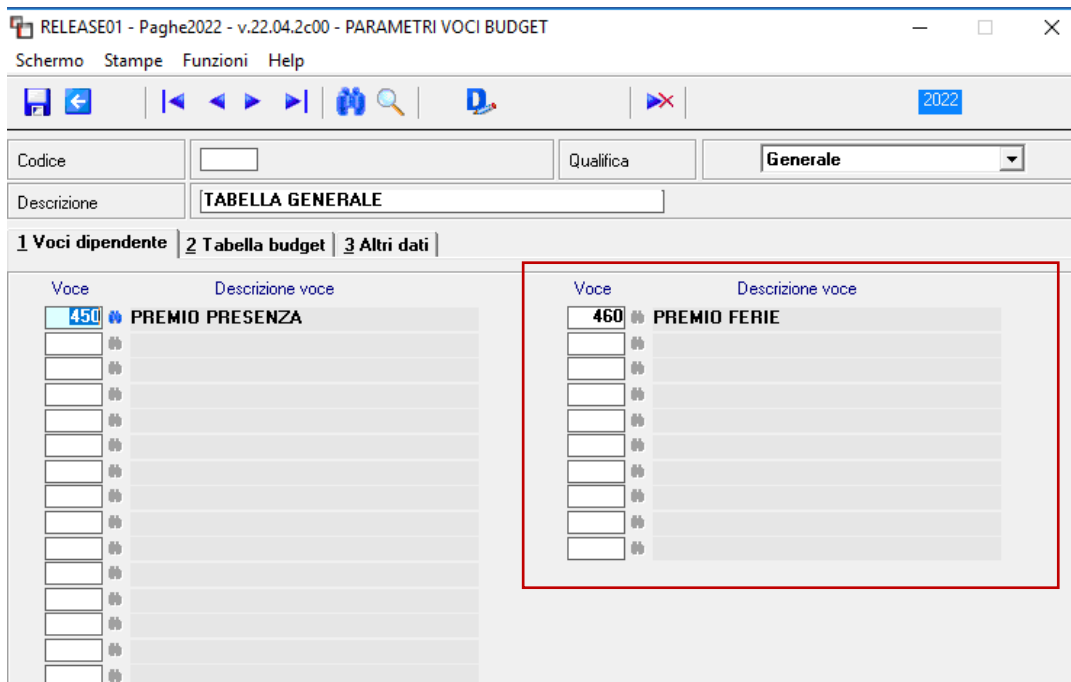 RELEASE01 - Paghe2022 - v.22.04.2c00 - PARAMETRI VOCI BUDGET
Schermo Stampe Funzioni Help
2022
Codice Qualifica Generale
Descrizione TABELLA GENERALE
1 Voci dipendente 2 Tabella budget 3 Altri dati
Voce Descrizione voce Voce Descrizione voce
450 PREMIO PRESENZA 460 PREMIO FERIE